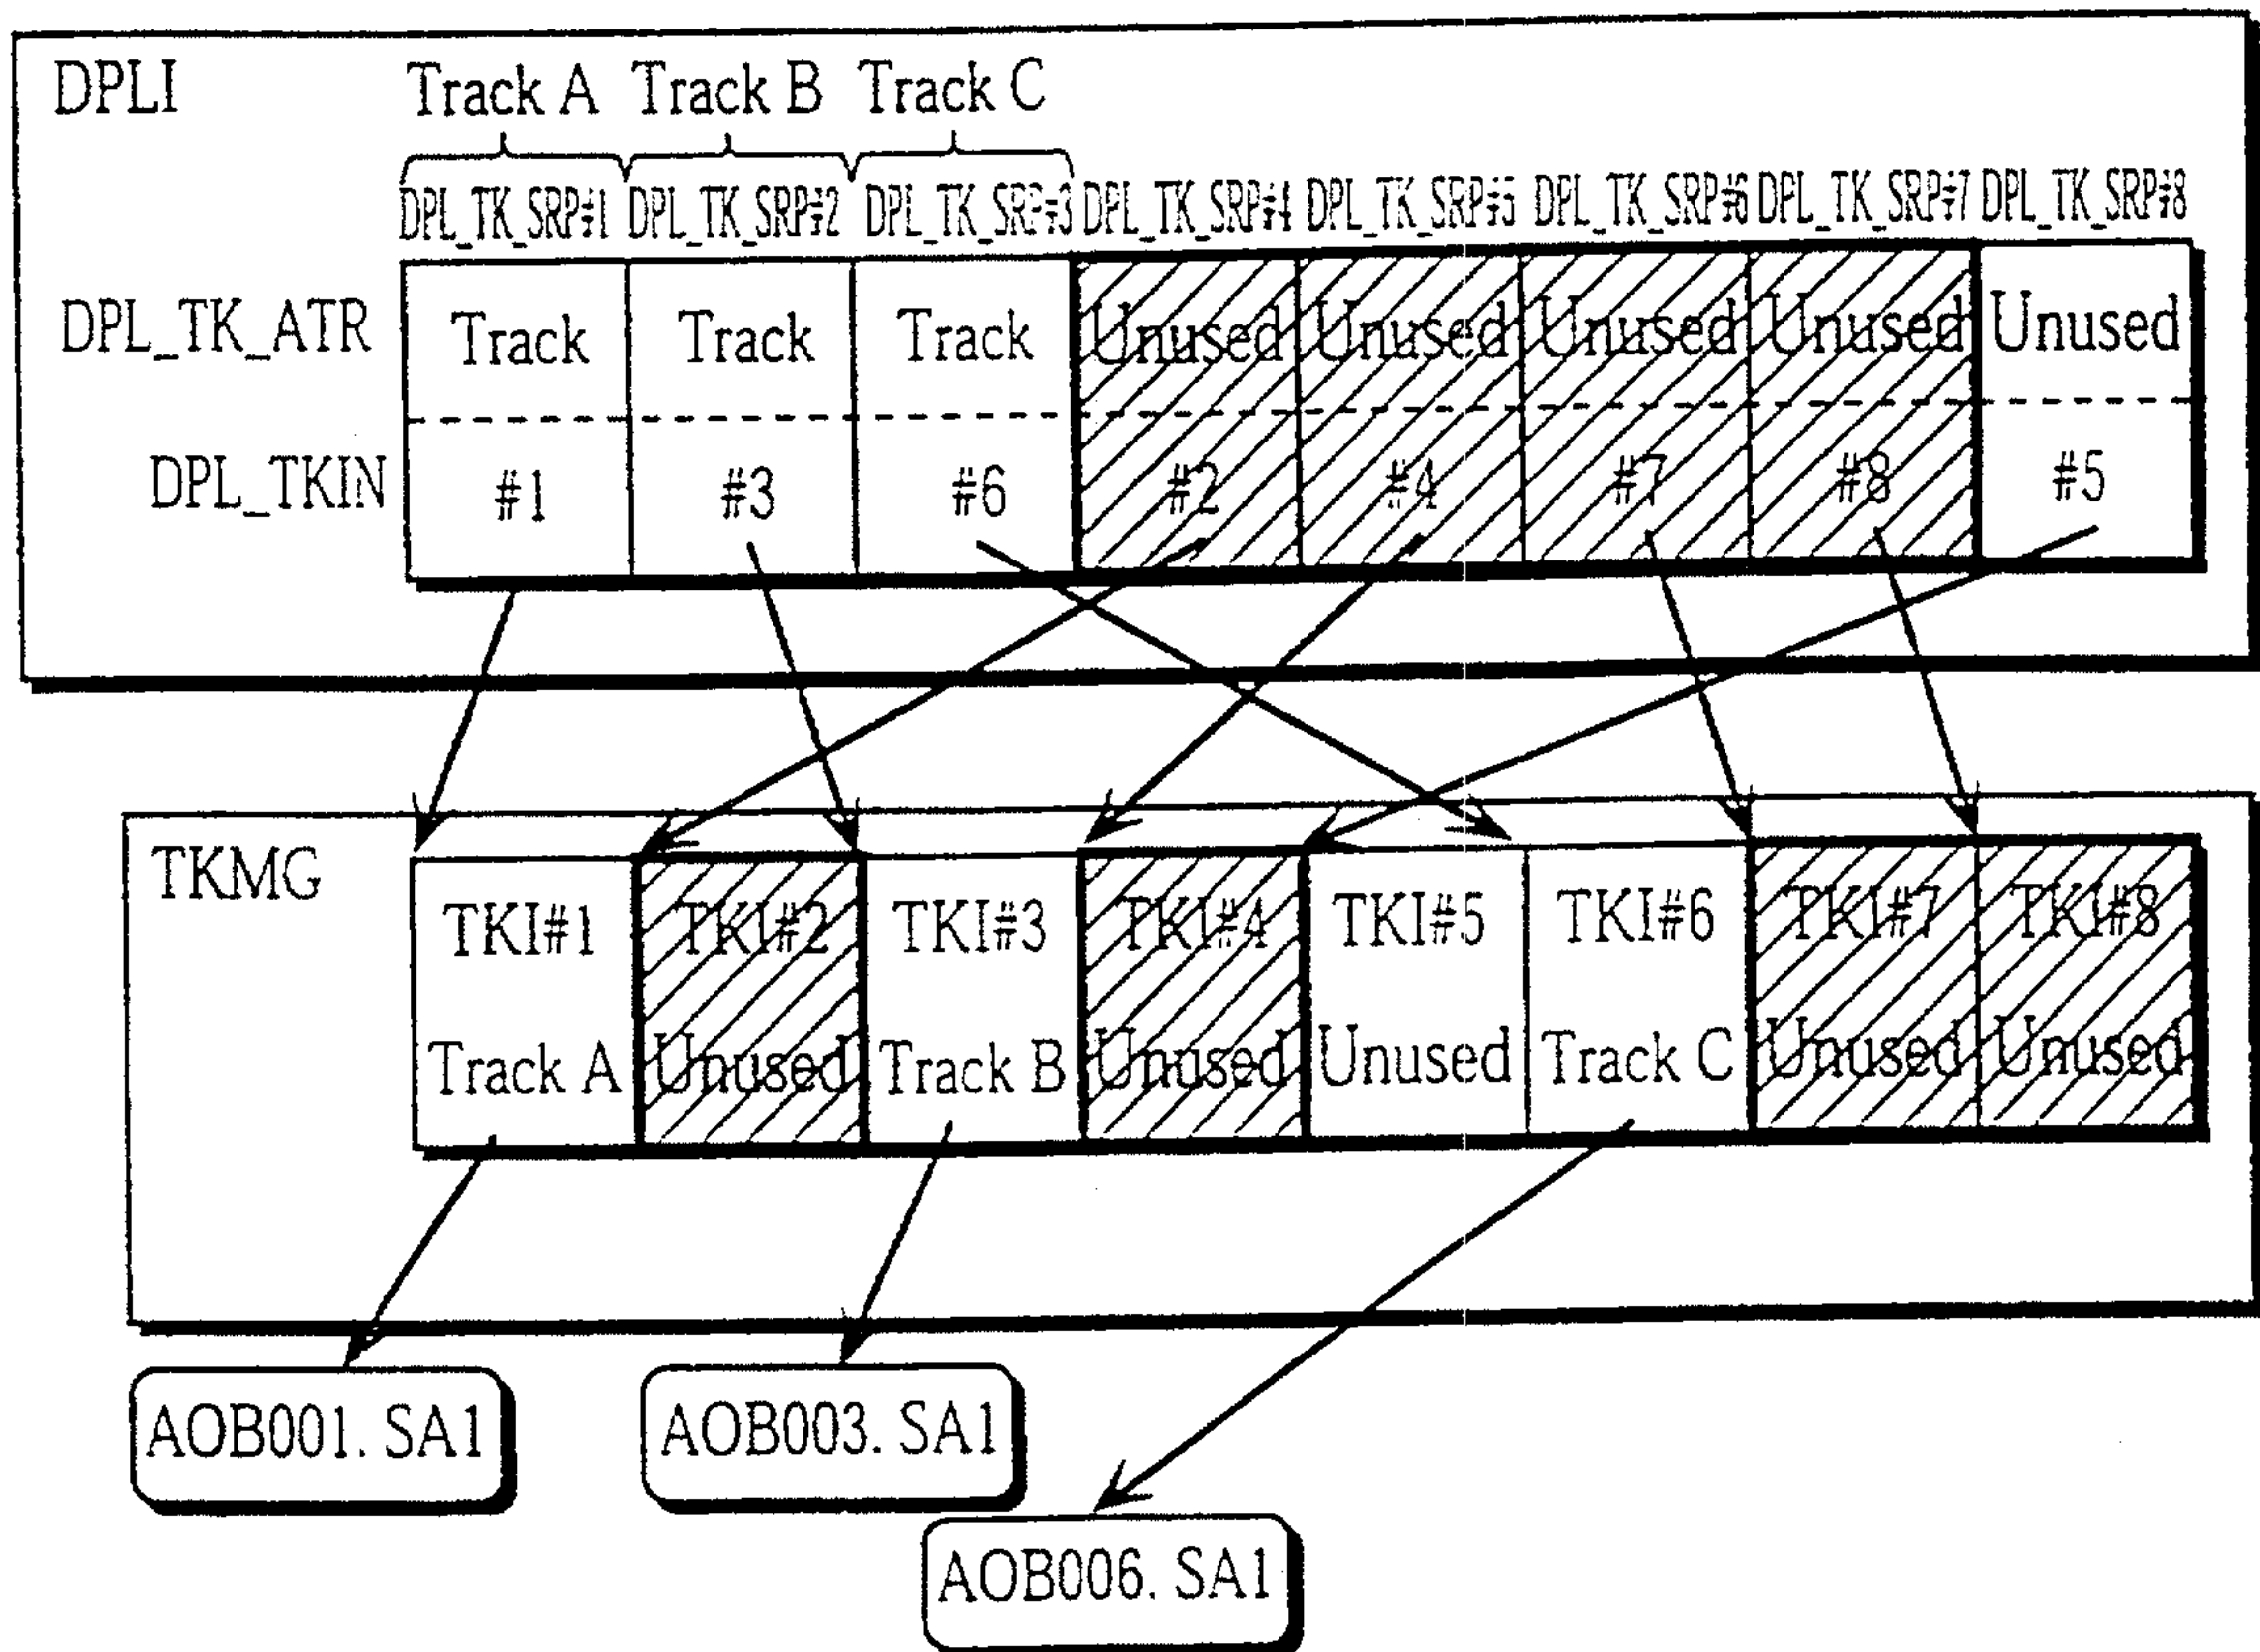 DPLI
Track A Track B Track C
DPL_TK_SRP#1 DPL_TK_SRP#2 DPL_TK_SRP#3 DPL_TK_SRP#4 DPL_TK_SRP#5 DPL_TK_SRP#6 DPL_TK_SRP#7 DPL_TK_SRP#8
DPL_TK_ATR Track Track Track Unused Unused Unused Unused Unused
DPL_TKIN #1 #3 #6 #2 #4 #7 #8 #5
TKMG
TKI#1 TKI#2 TKI#3 TKI#4 TKI#5 TKI#6 TKI#7 TKI#8
Track A Unused Track B Unused Unused Track C Unused Unused
AOB001. SA1 AOB003. SA1
AOB006. SA1